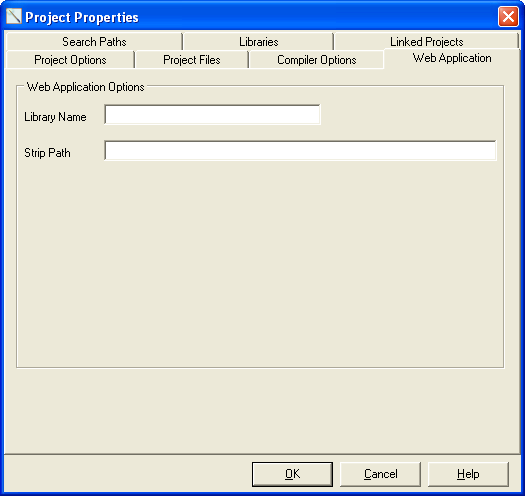 Project Properties
Search Paths Libraries Linked Projects
Project Options Project Files Compiler Options Web Application
Web Application Options
Library Name
Strip Path
OK Cancel Help